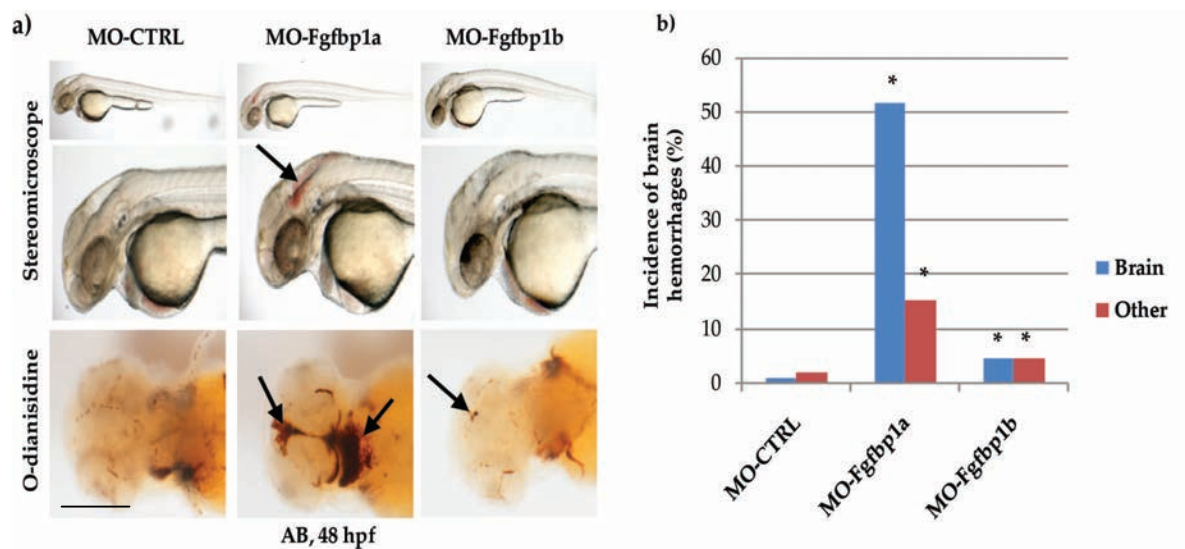 a)
MO-CTRL
MO-Fgfbp1a
MO-Fgfbp1b
Stereomicroscope
O-dianisidine
AB, 48 hpf
b)
Incidence of brain
hemorrhages (%)
60
50
40
30
20
10
0
*
*
* *
MO-CTRL
MO-Fgfbp1a
MO-Fgfbp1b
Brain
Other